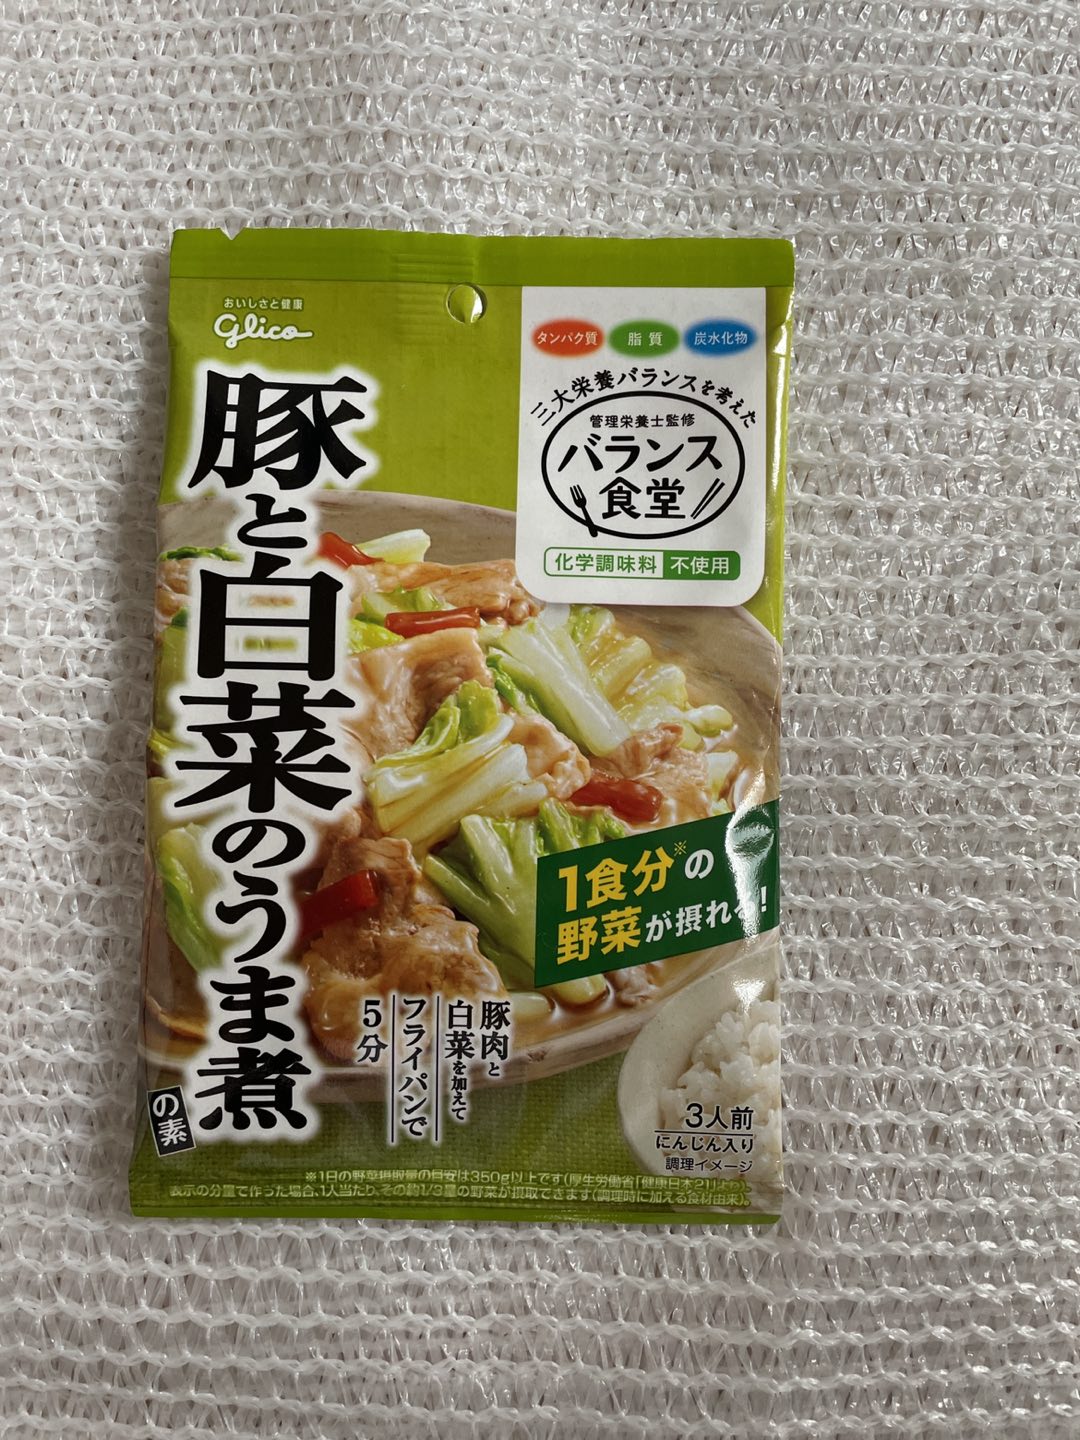 おいしさと健康
glico
タンパク質 脂質 炭水化物
三大栄養バランスを考えた
管理栄養士監修
バランス
食堂
化学調味料 不使用
豚と白菜のうま煮
の素
1食分※の
野菜が摂れる!
豚肉と
白菜を加えて
フライパンで
5分
3人前
にんじん入り
調理イメージ
※1日の野菜摂取量の目安は350g以上です(厚生労働省「健康日本21」より)。
表示の分量で作った場合、1人当たり、その約1/3量の野菜が摂取できます(調理時に加える食材由来)。